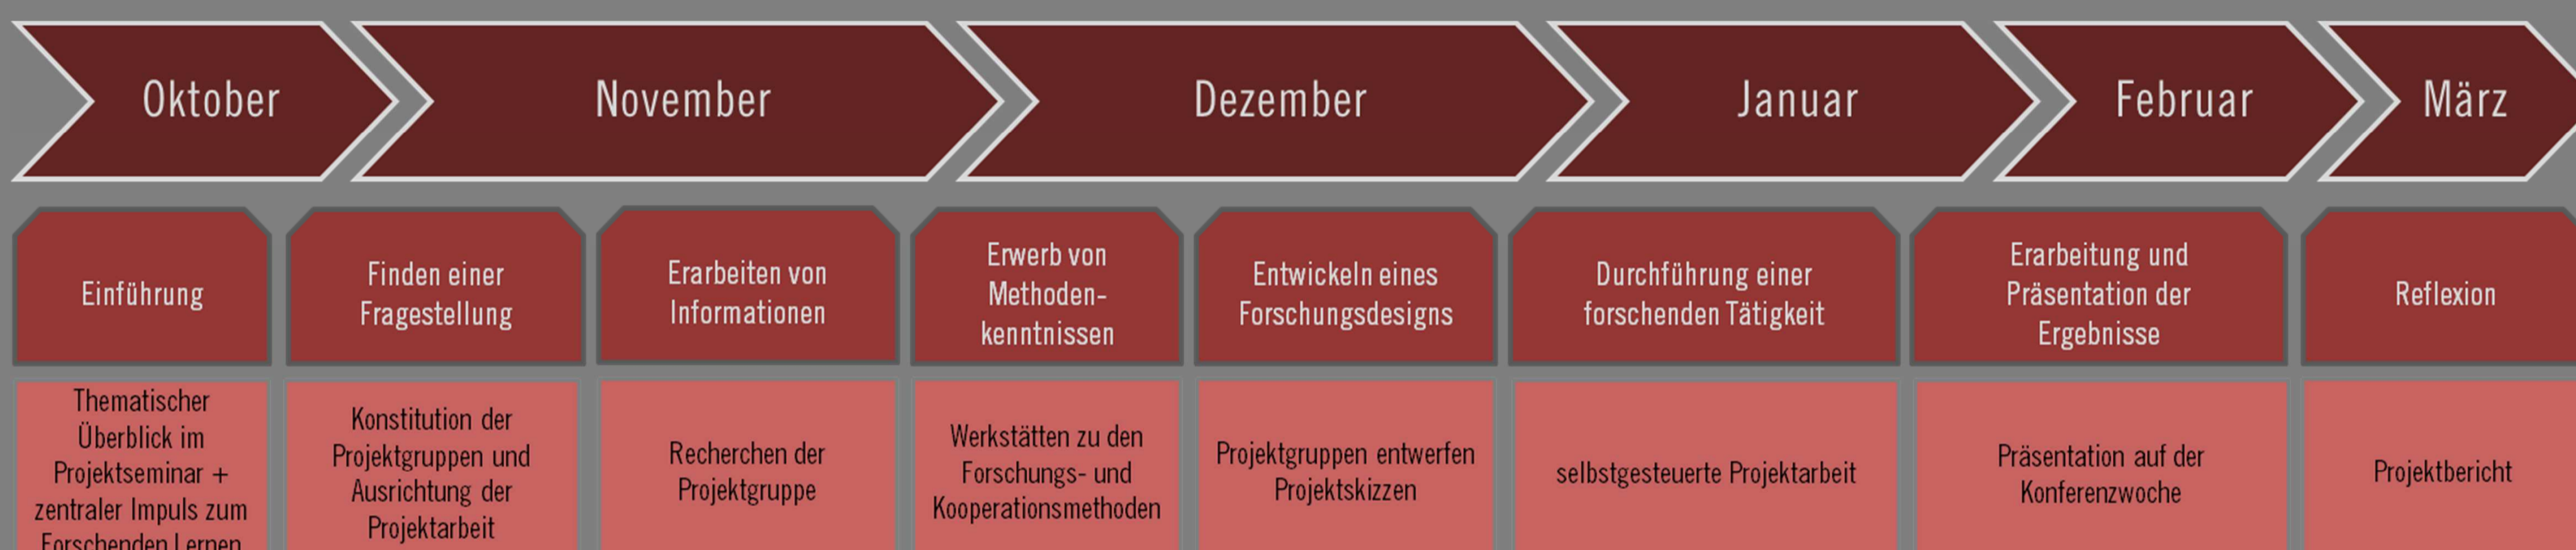 Oktober
November
Dezember
Januar
Februar
März
Einführung
Finden einer
Fragestellung
Erarbeiten von
Informationen
Erwerb von
Methoden-
kenntnissen
Entwickeln eines
Forschungsdesigns
Durchführung einer
forschenden Tätigkeit
Erarbeitung und
Präsentation der
Ergebnisse
Reflexion
Thematischer
Überblick im
Projektseminar +
zentraler Impuls zum
Forschenden Lernen
Konstitution der
Projektgruppen und
Ausrichtung der
Projektarbeit
Recherchen der
Projektgruppe
Werkstätten zu den
Forschungs- und
Kooperationsmethoden
Projektgruppen entwerfen
Projektskizzen
selbstgesteuerte Projektarbeit
Präsentation auf der
Konferenzwoche
Projektbericht